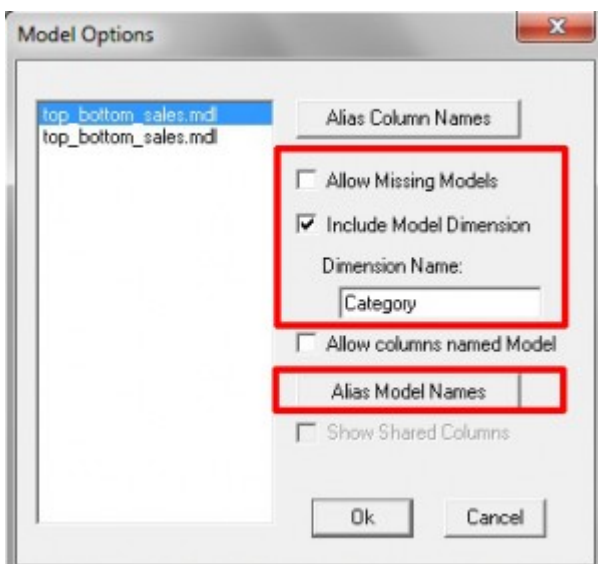 Model Options
top_bottom_sales.mdl
top_bottom_sales.mdl
Alias Column Names
Allow Missing Models
Include Model Dimension
Dimension Name:
Category
Allow columns named Model
Alias Model Names
Show Shared Columns
Ok
Cancel